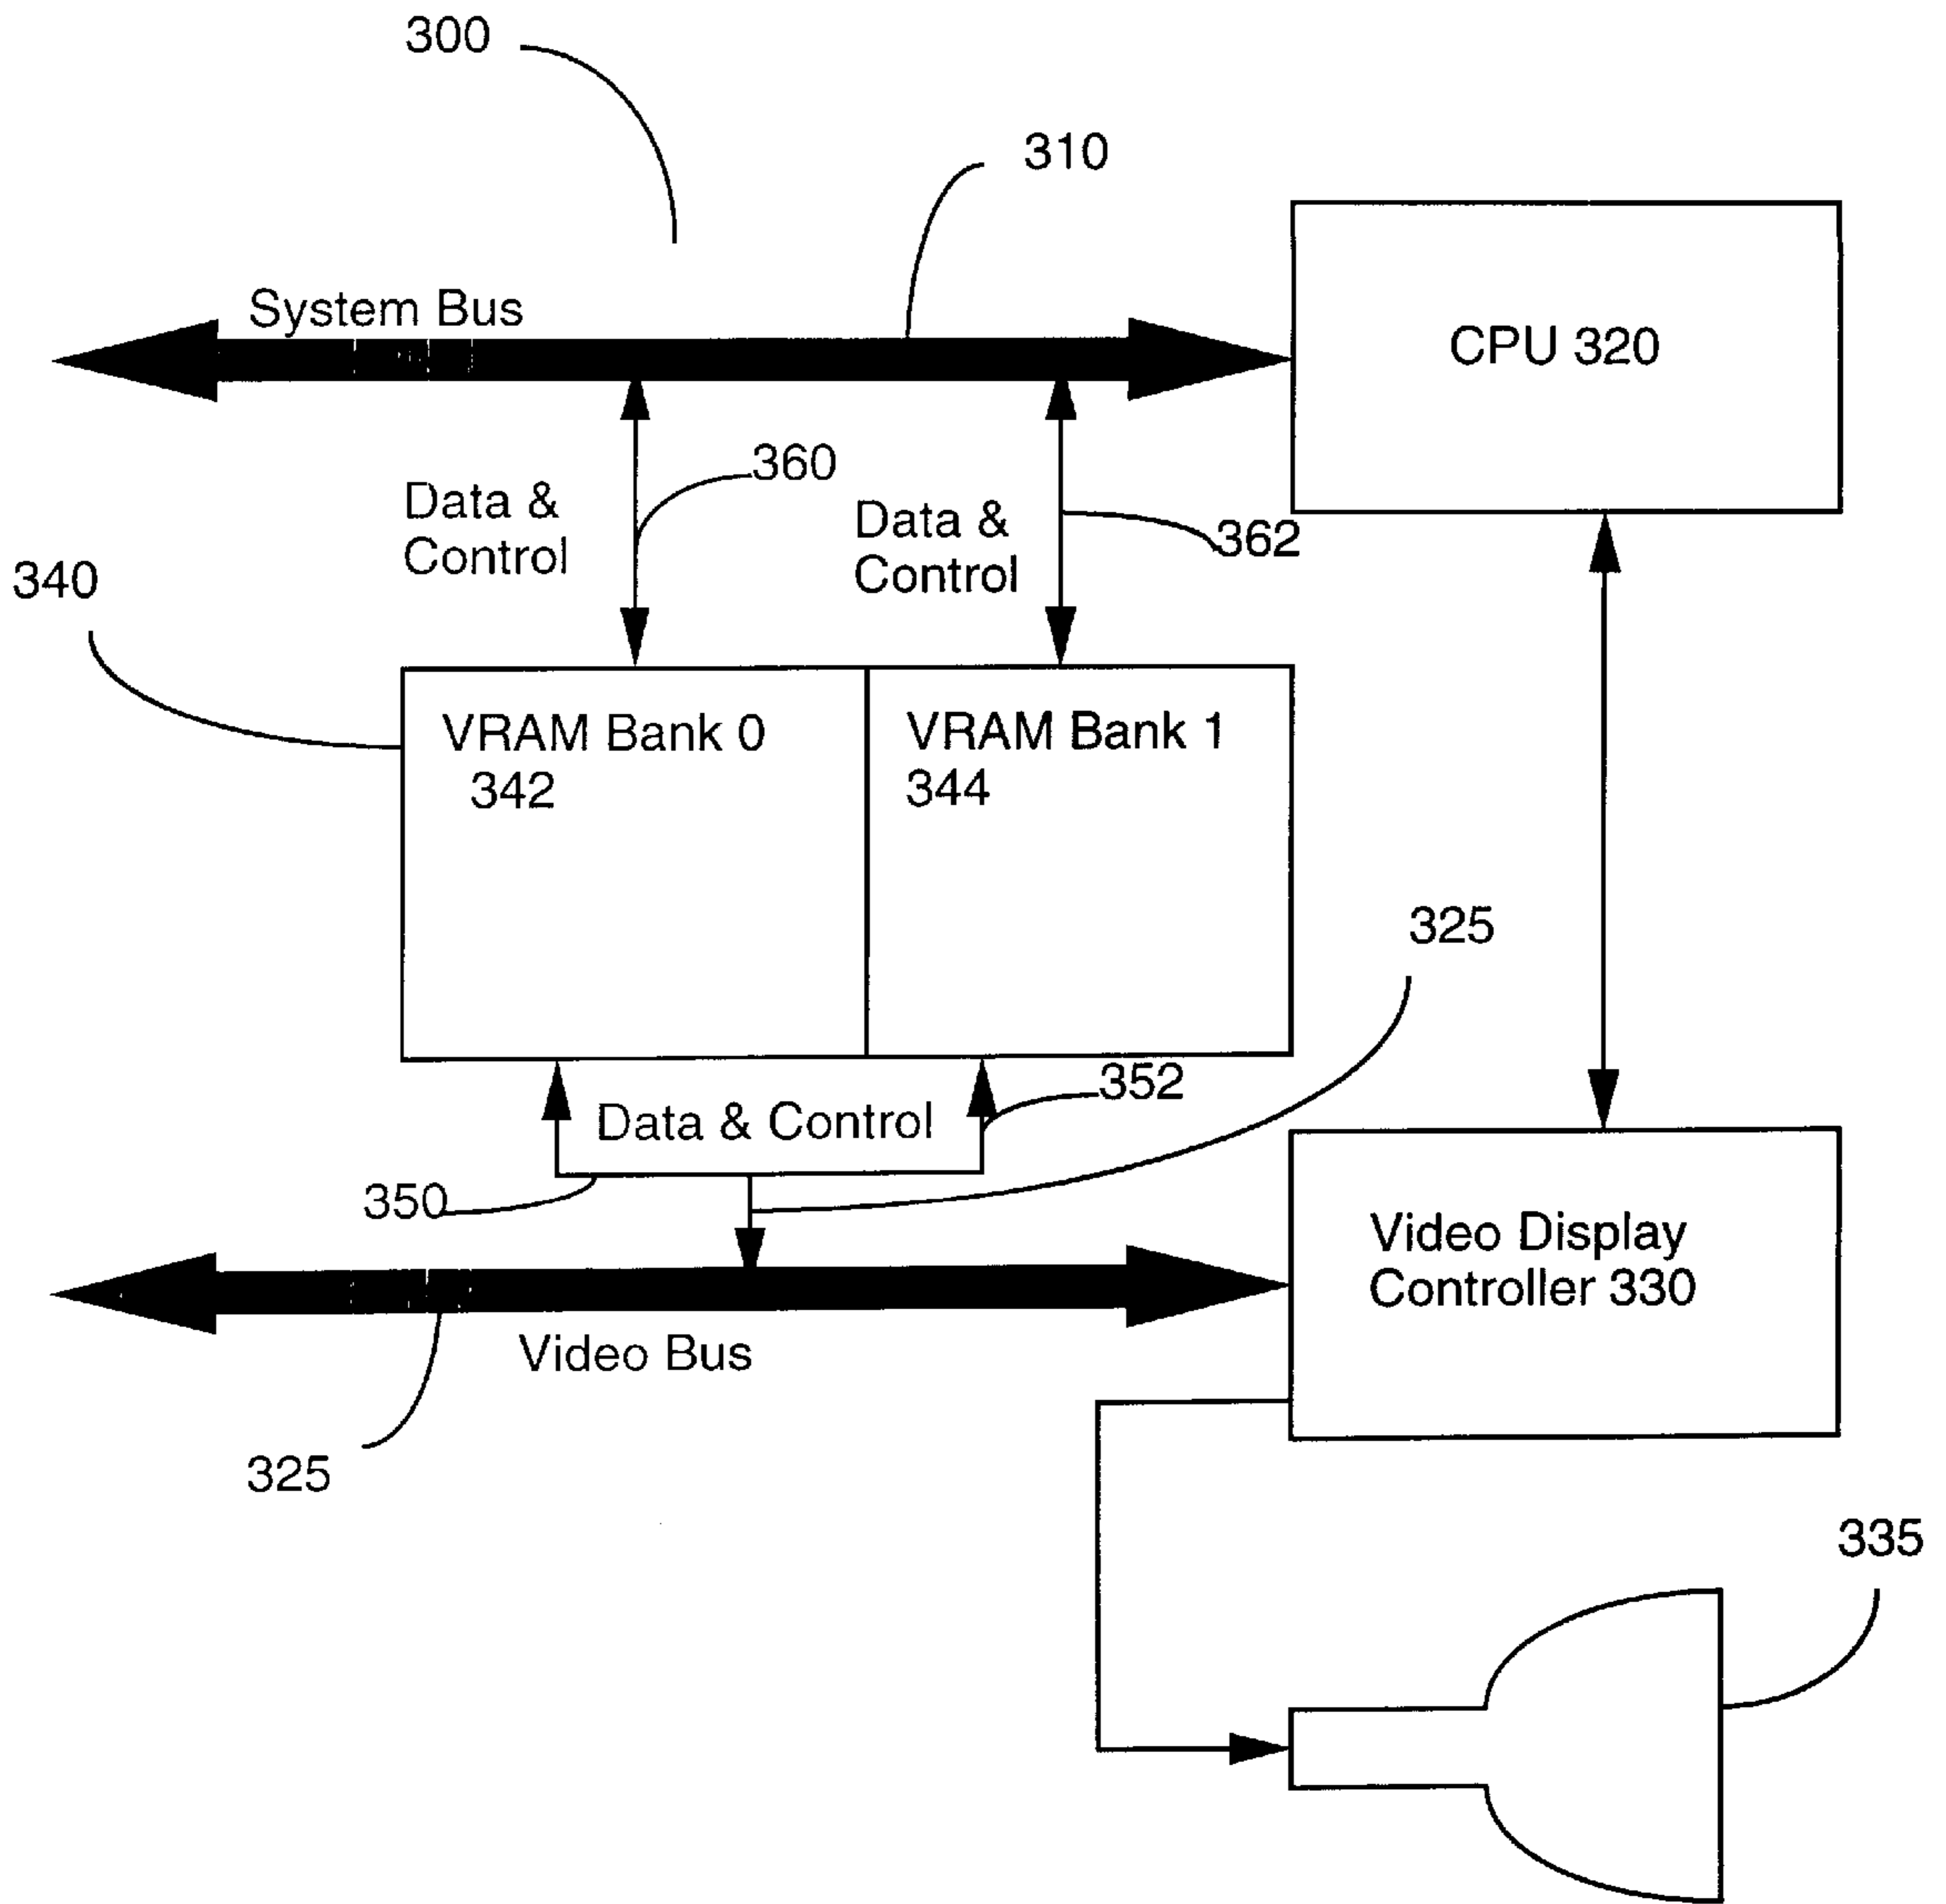 300
310
System Bus
CPU 320
360
Data &
Control
Data &
Control
362
340
VRAM Bank 0
342
VRAM Bank 1
344
325
352
Data & Control
350
Video Display
Controller 330
Video Bus
325
335